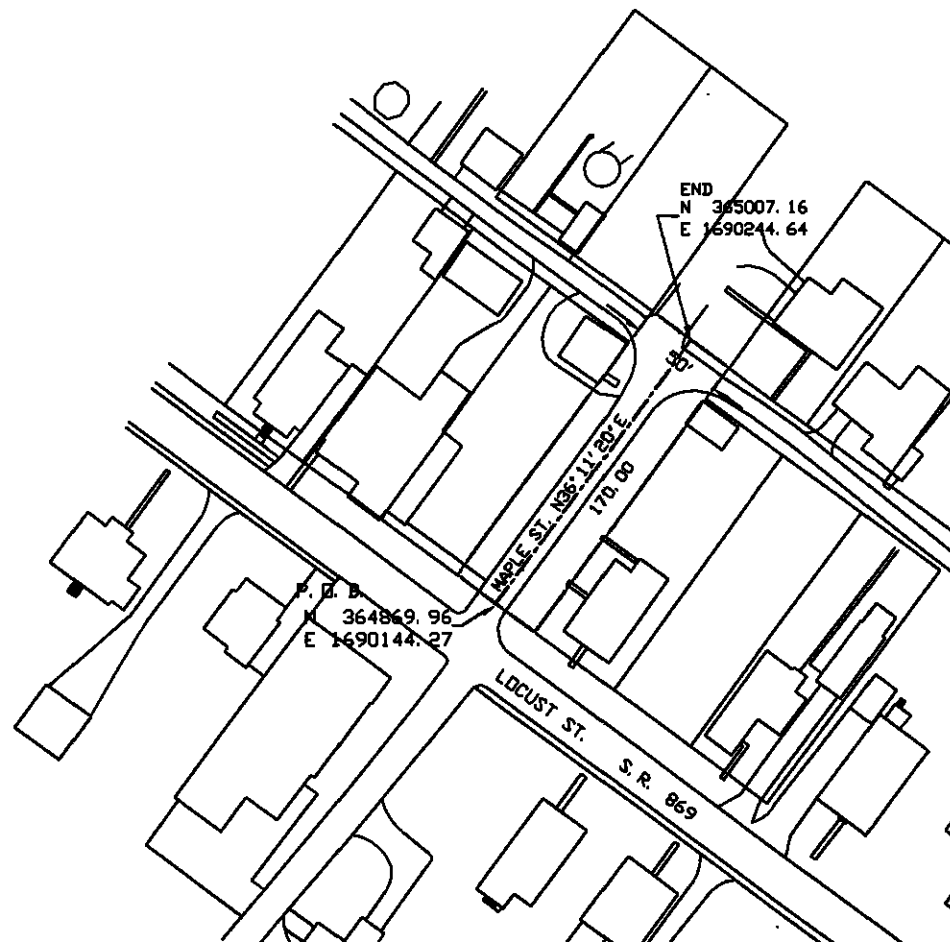 END
N 365007.16
E 1690244.64
50'
MAPLE ST. N36°11'20"E
170.00
P.O.B.
N 364869.96
E 1690144.27
LOCUST ST. S.R. 869